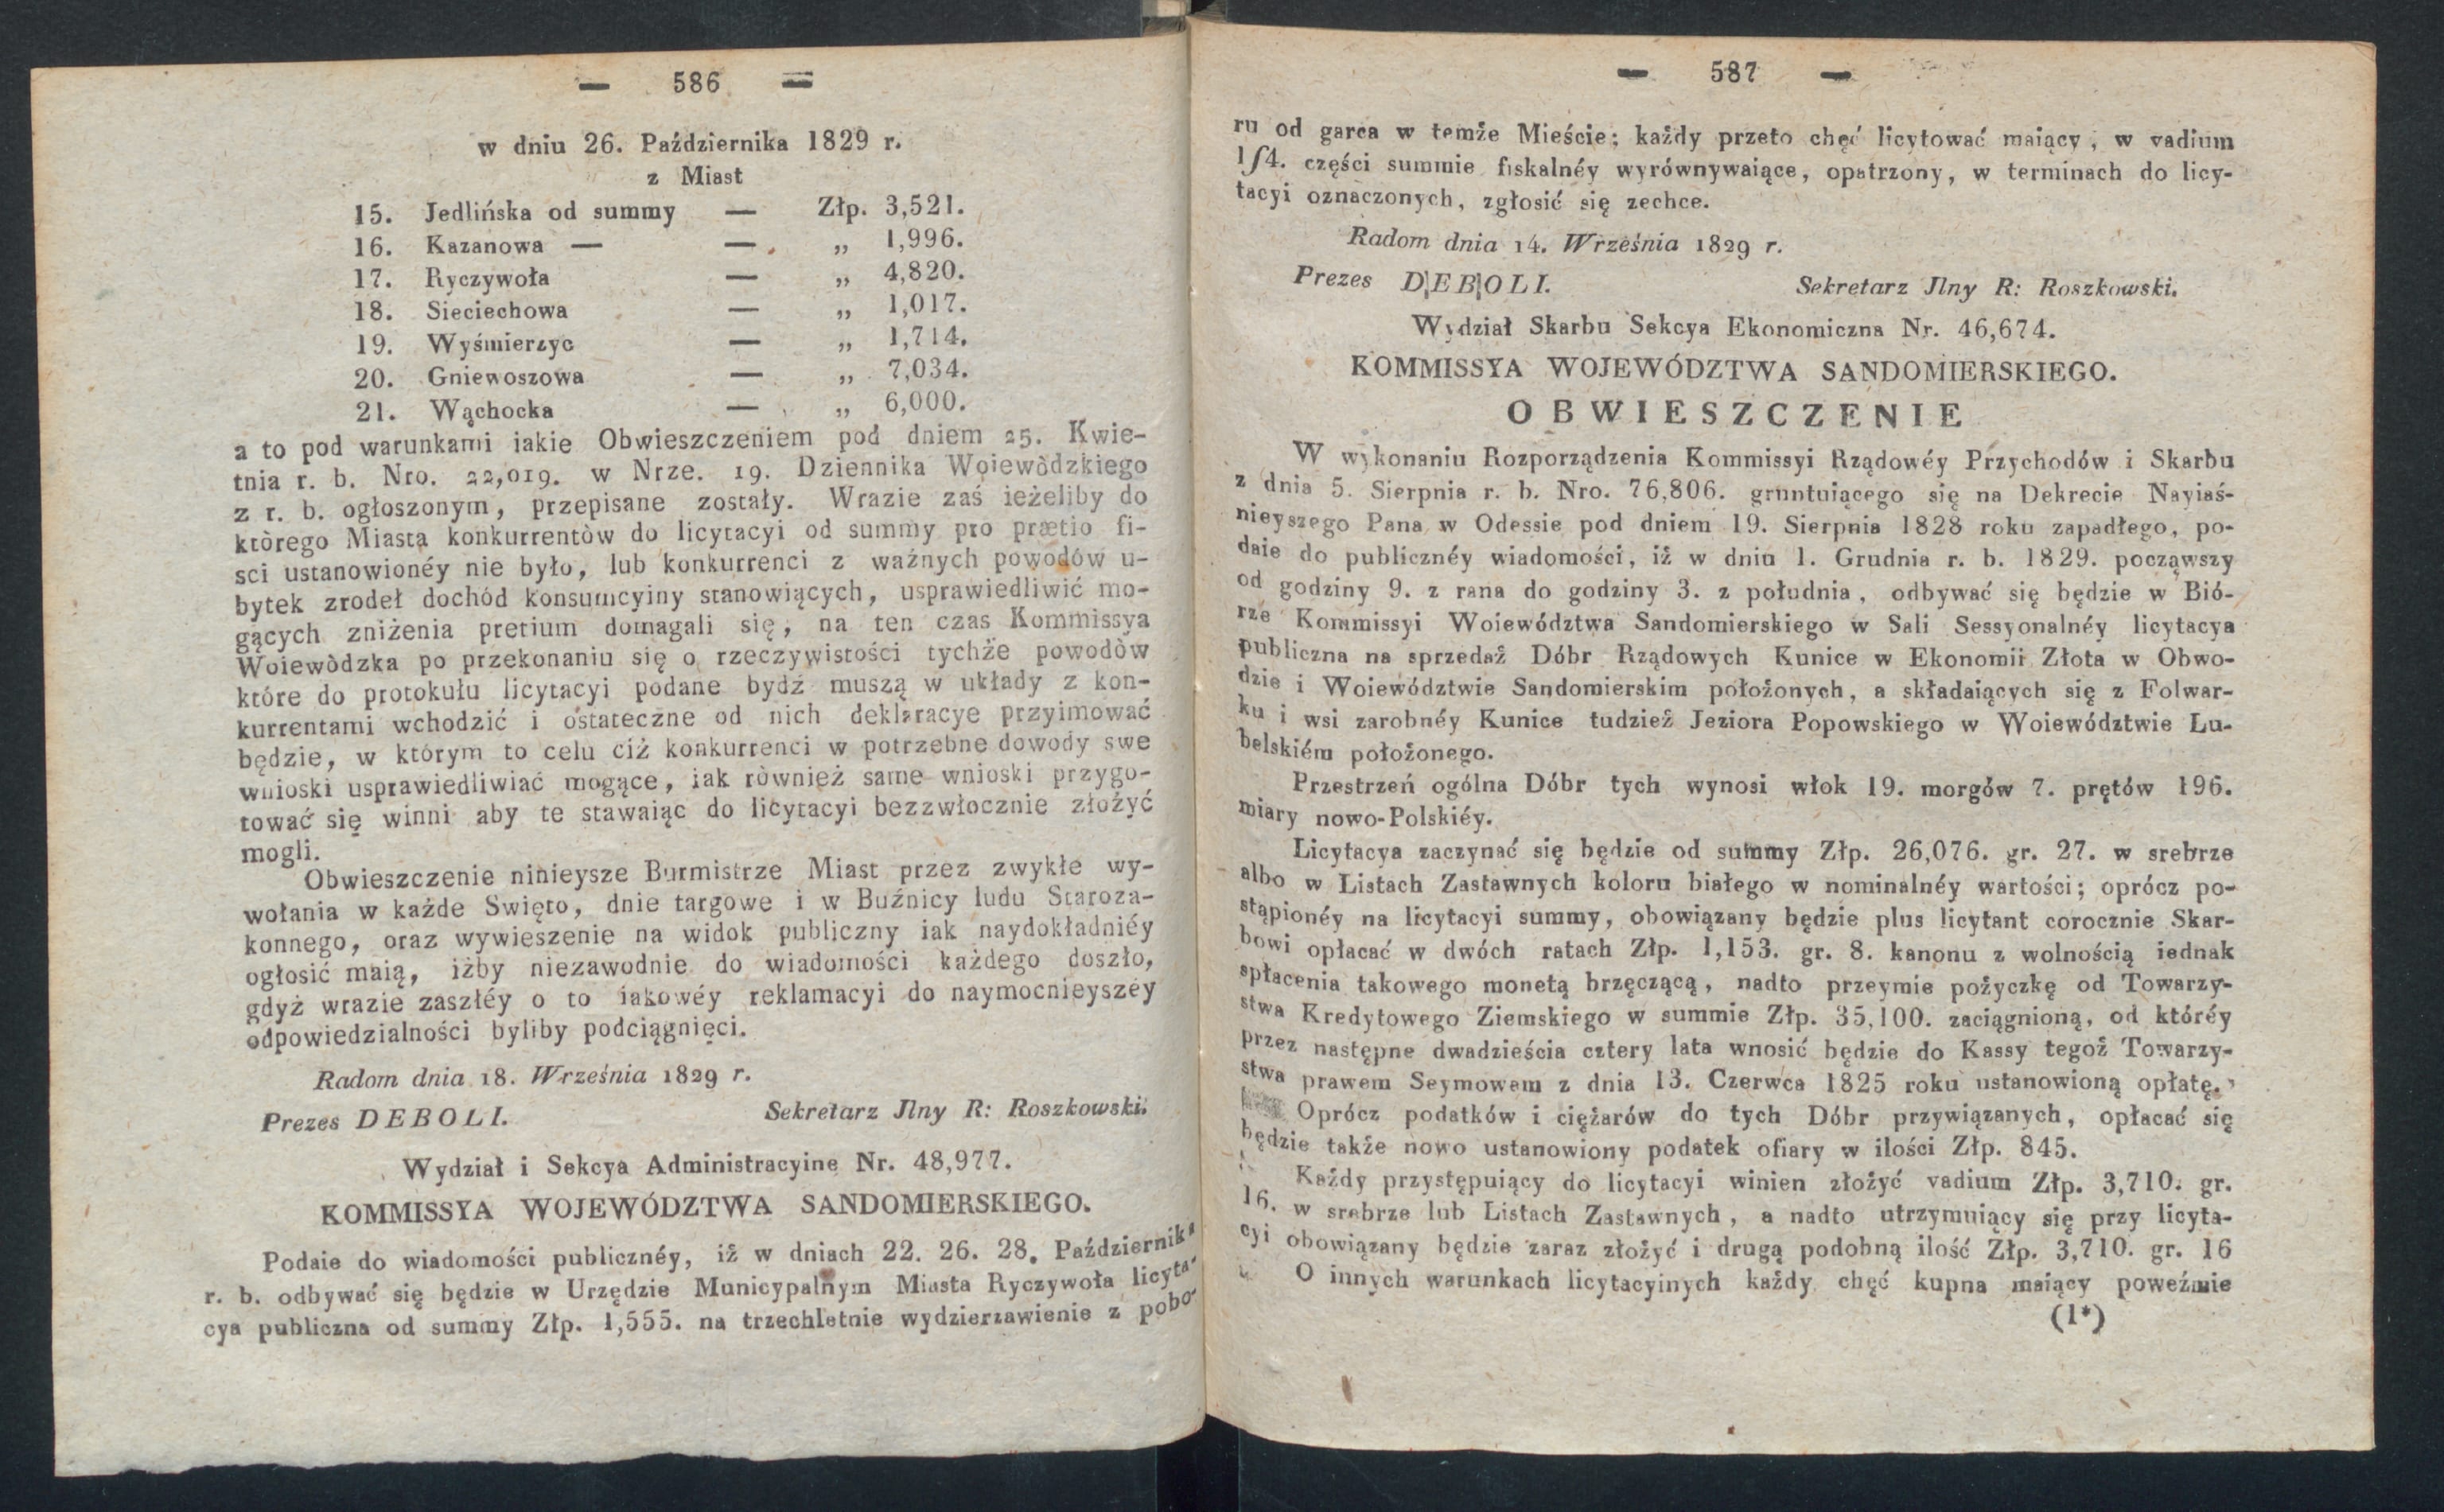 — 586 —
w dniu 26. Października 1829 r.
z Miast
15. Jedlińska od summy — Złp. 3,521.
16. Kazanowa — — „ 1,996.
17. Ryczywoła — „ 4,820.
18. Sieciechowa — „ 1,017.
19. Wyśmierzyc — „ 1,714.
20. Gniewoszowa — „ 7,034.
21. Wąchocka — „ 6,000.
a to pod warunkami iakie Obwieszczeniem pod dniem 25. Kwie-
tnia r. b. Nro. 22,019. w Nrze. 19. Dziennika Woiewòdzkiego
z r. b. ogłoszonym, przepisane zostały. Wrazie zaś ieżeliby do
którego Miasta konkurrentòw do licytacyi od summy pro prætio fi-
sci ustanowionéy nie było, lub konkurrenci z ważnych powodów u-
bytek zrodeł dochód konsumcyiny stanowiących, usprawiedliwić mo-
gących zniżenia pretium domagali się, na ten czas Kommissya
Woiewòdzka po przekonaniu się o rzeczywistości tychże powodòw
które do protokułu licytacyi podane bydź muszą w układy z kon-
kurrentami wchodzić i ostateczne od nich deklaracye przyimować
będzie, w którym to celu ciż konkurrenci w potrzebne dowody swe
wnioski usprawiedliwiać mogące, iak ròwnież same wnioski przygo-
tować się winni aby te stawaiąc do licytacyi bezzwłocznie złożyć
mogli.
Obwieszczenie ninieysze Burmistrze Miast przez zwykłe wy-
wołania w każde Swięto, dnie targowe i w Buźnicy ludu Staroza-
konnego, oraz wywieszenie na widok publiczny iak naydokładniéy
ogłosić maią, iżby niezawodnie do wiadomości każdego doszło,
gdyż wrazie zaszłéy o to iakowéy reklamacyi do naymocnieyszéy
odpowiedzialności byliby podciągnięci.
Radom dnia 18. Września 1829 r.
Prezes DEBOLI. Sekretarz Jlny R: Roszkowski.
Wydział i Sekcya Administracyine Nr. 48,977.
KOMMISSYA WOJEWÓDZTWA SANDOMIERSKIEGO.
Podaie do wiadomości publicznéy, iż w dniach 22. 26. 28. Października
r. b. odbywać się będzie w Urzędzie Municypalnym Miasta Ryczywoła licyta-
cya publiczna od summy Złp. 1,555. na trzechletnie wydzierzawienie z pobo-
— 587 —
ru od garca w temże Mieście; każdy przeto chęć licytować maiący, w vadium
1/4. części summie fiskalnéy wyrównywaiące, opatrzony, w terminach do licy-
tacyi oznaczonych, zgłosić się zechce.
Radom dnia 14. Września 1829 r.
Prezes DEBOLI. Sekretarz Jlny R: Roszkowski.
Wydział Skarbu Sekcya Ekonomiczna Nr. 46,674.
KOMMISSYA WOJEWÓDZTWA SANDOMIERSKIEGO.
OBWIESZCZENIE
W wykonaniu Rozporządzenia Kommissyi Rządowéy Przychodów i Skarbu
z dnia 5. Sierpnia r. b. Nro. 76,806. gruntuiącego się na Dekrecie Nayiaś-
nieyszego Pana w Odessie pod dniem 19. Sierpnia 1828 roku zapadłego, po-
daie do publicznéy wiadomości, iż w dniu 1. Grudnia r. b. 1829. począwszy
od godziny 9. z rana do godziny 3. z południa, odbywać się będzie w Bió-
rze Kommissyi Woiewództwa Sandomierskiego w Sali Sessyonalnéy licytacya
publiczna na sprzedaż Dóbr Rządowych Kunice w Ekonomii Złota w Obwo-
dzie i Woiewództwie Sandomierskim położonych, a składaiących się z Folwar-
ku i wsi zarobnéy Kunice tudzież Jeziora Popowskiego w Woiewództwie Lu-
belskiém położonego.
Przestrzeń ogólna Dóbr tych wynosi włok 19. morgów 7. prętów 196.
miary nowo-Polskiéy.
Licytacya zaczynać się będzie od summy Złp. 26,076. gr. 27. w srebrze
albo w Listach Zastawnych koloru białego w nominalnéy wartości; oprócz po-
stąpionéy na licytacyi summy, obowiązany będzie plus licytant corocznie Skar-
bowi opłacać w dwóch ratach Złp. 1,153. gr. 8. kanonu z wolnością iednak
spłacenia takowego monetą brzęczącą, nadto przeymie pożyczkę od Towarzy-
stwa Kredytowego Ziemskiego w summie Złp. 35,100. zaciągnioną, od któréy
przez następne dwadzieścia cztery lata wnosić będzie do Kassy tegoż Towarzy-
stwa prawem Seymowem z dnia 13. Czerwca 1825 roku ustanowioną opłatę.
Oprócz podatków i ciężarów do tych Dóbr przywiązanych, opłacać się
będzie także nowo ustanowiony podatek ofiary w ilości Złp. 845.
Każdy przystępuiący do licytacyi winien złożyć vadium Złp. 3,710. gr.
16. w srebrze lub Listach Zastawnych, a nadto utrzymuiący się przy licyta-
cyi obowiązany będzie zaraz złożyć i drugą podobną ilość Złp. 3,710. gr. 16
O innych warunkach licytacyinych każdy chęć kupna maiący poweźmie
(1*)